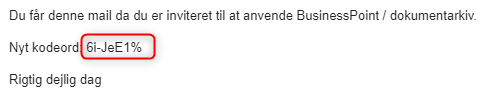 Du får denne mail da du er inviteret til at anvende BusinessPoint / dokumentarkiv.
Nyt kodeord: 6i-JeE1%
Rigtig dejlig dag